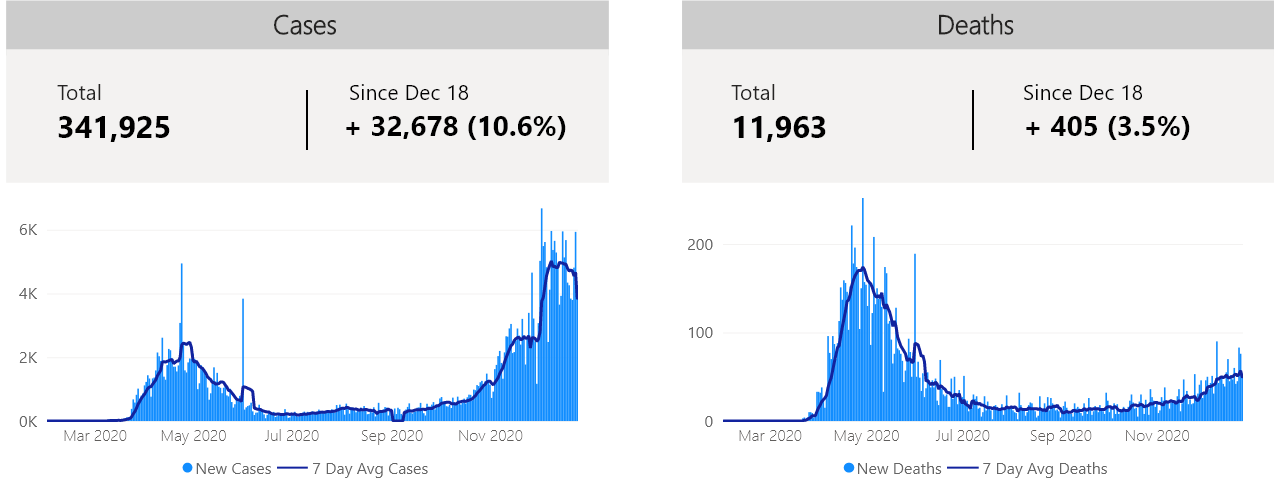 Cases
Total
341,925
Since Dec 18
+ 32,678 (10.6%)
6K
4K
2K
0K
Mar 2020 May 2020 Jul 2020 Sep 2020 Nov 2020
New Cases 7 Day Avg Cases
Deaths
Total
11,963
Since Dec 18
+ 405 (3.5%)
200
100
0
Mar 2020 May 2020 Jul 2020 Sep 2020 Nov 2020
New Deaths 7 Day Avg Deaths